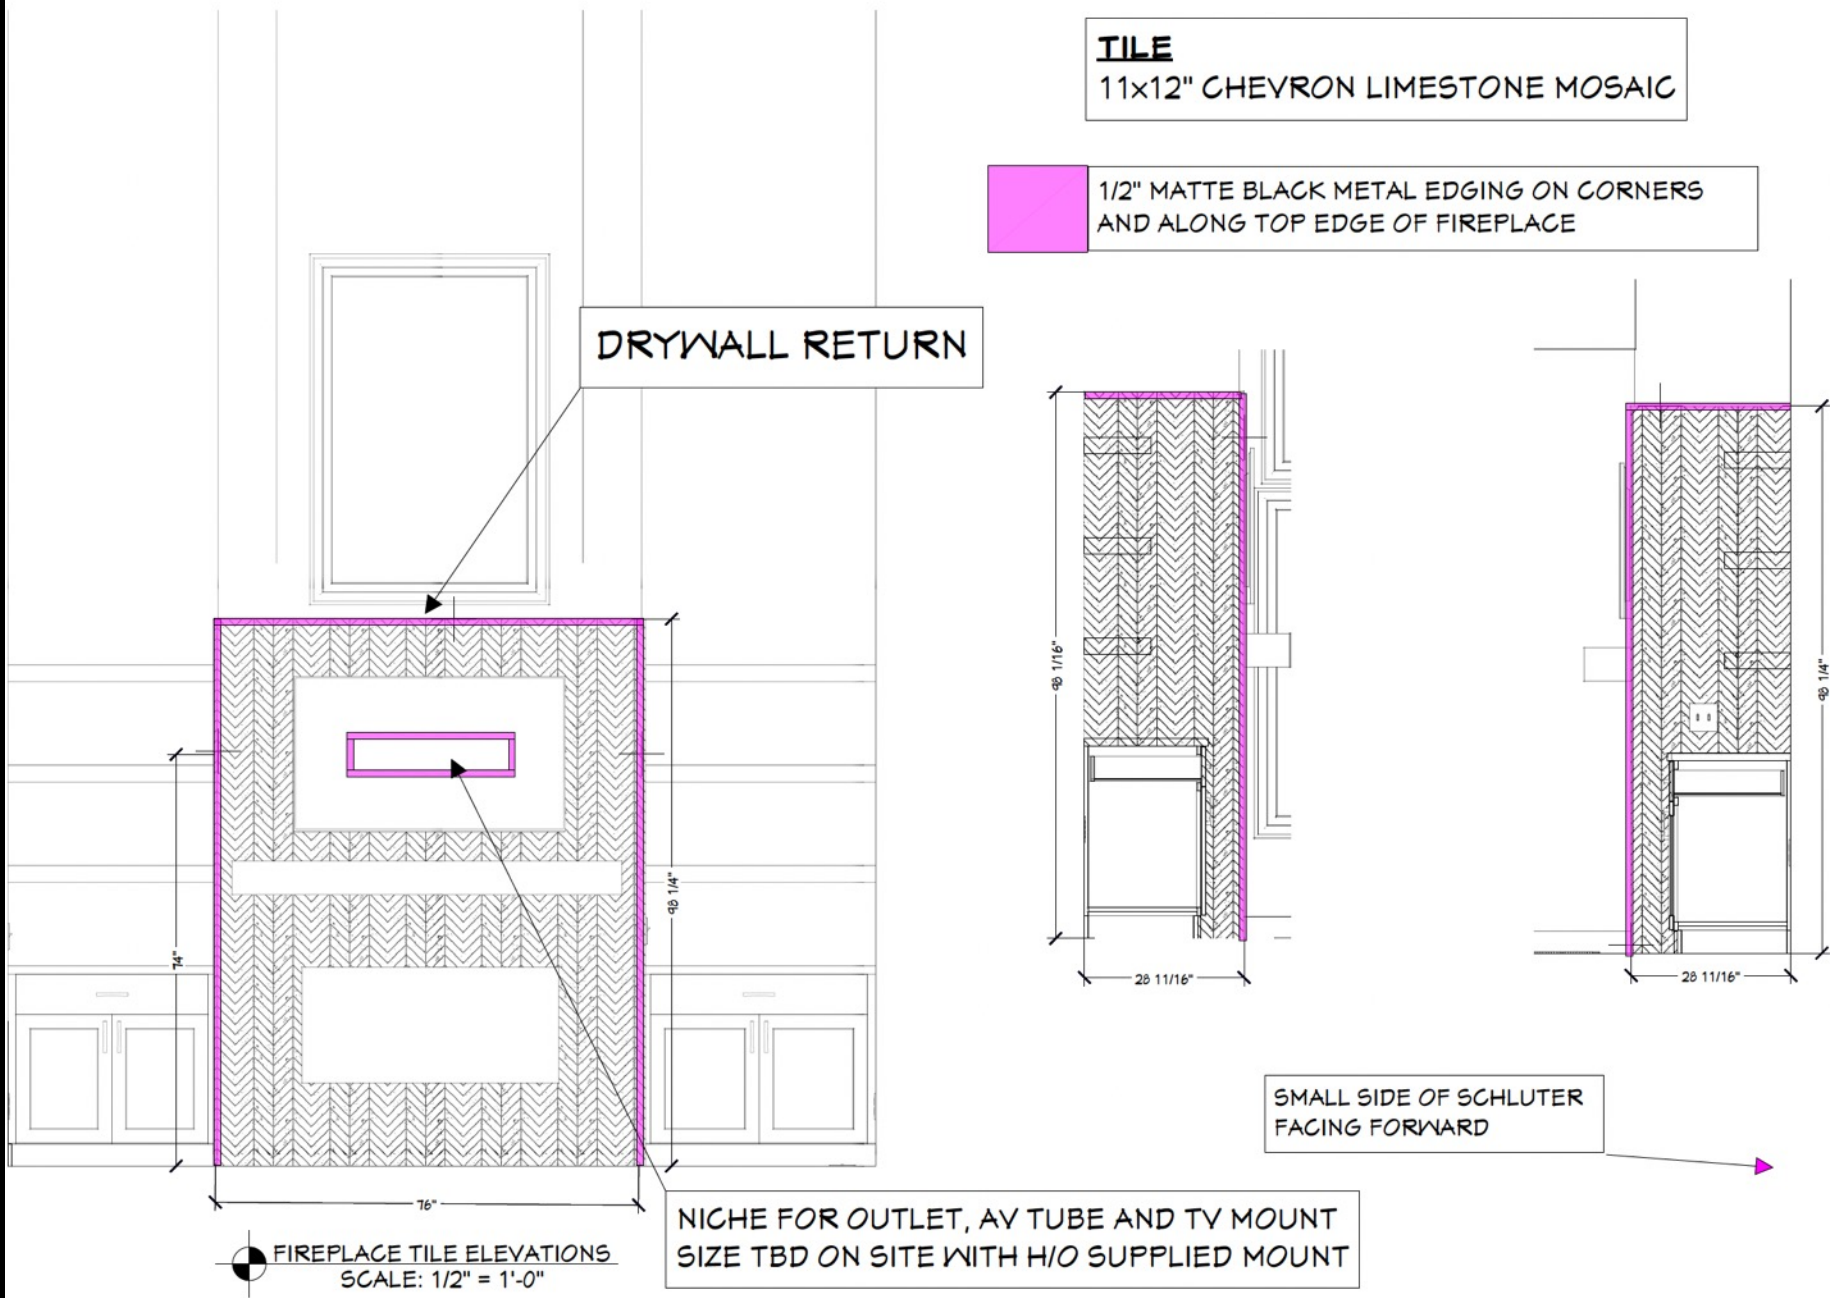 TILE
11x12" CHEVRON LIMESTONE MOSAIC
1/2" MATTE BLACK METAL EDGING ON CORNERS
AND ALONG TOP EDGE OF FIREPLACE
DRYWALL RETURN
98 1/16"
98 1/4"
98 1/4"
74"
28 11/16"
28 11/16"
SMALL SIDE OF SCHLUTER
FACING FORWARD
76"
NICHE FOR OUTLET, AV TUBE AND TV MOUNT
SIZE TBD ON SITE WITH H/O SUPPLIED MOUNT
FIREPLACE TILE ELEVATIONS
SCALE: 1/2" = 1'-0"